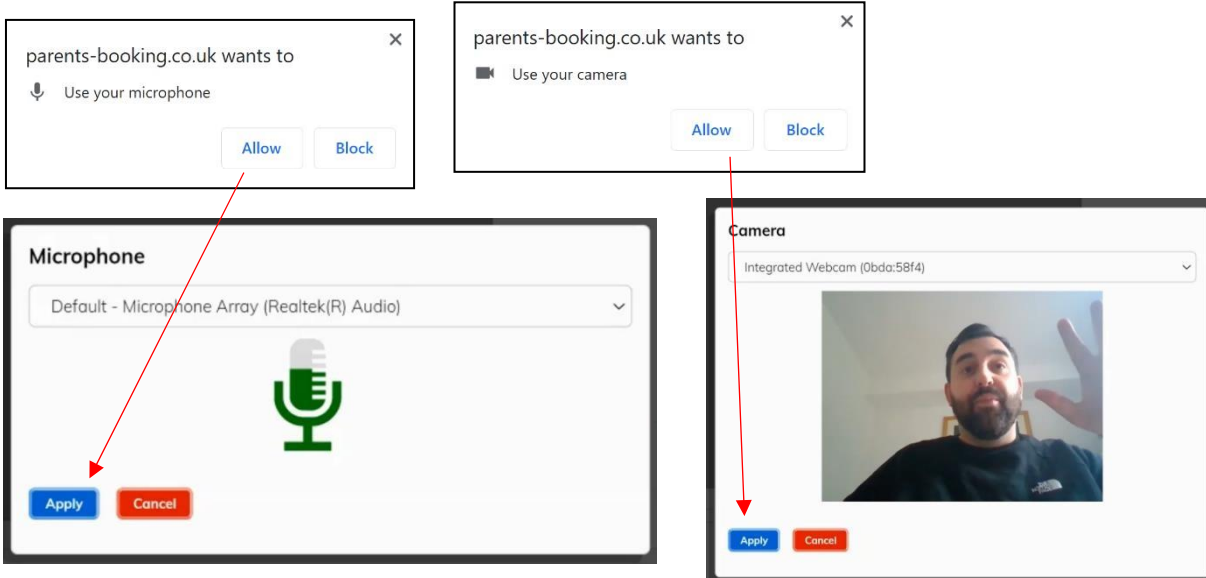 parents-booking.co.uk wants to
Use your microphone
Allow Block
parents-booking.co.uk wants to
Use your camera
Allow Block
Microphone
Default - Microphone Array (Realtek(R) Audio)
Apply Cancel
Camera
Integrated Webcam (0bda:58f4)
Apply Cancel